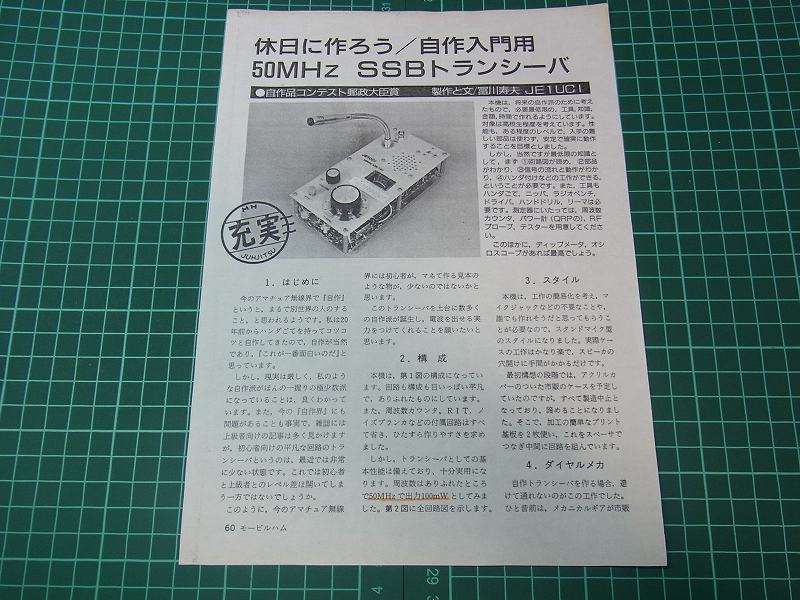 休日に作ろう/自作入門用
50MHz SSBトランシーバ
●自作品コンテスト郵政大臣賞 製作と文/冨川寿夫 JE1UCI
本機は、将来の自作派のために考え
たもので、必要最低限の、工具、知識、
金額、時間で作れるようにしています。
対象は高校生程度を考えています。性
能も、ある程度のレベルで、入手の難
しい部品は使わず、安定で確実に動作
することを目標としました。
しかし、当然ですが最低限の知識と
して、まず ①回路図が読め、②部品
がわかり、③信号の流れと動作がわか
り、④ハンダ付けなどの工作ができる、
ということが必要です。また、工具も
ハンダごて、ニッパ、ラジオペンチ、
ドライバ、ハンドドリル、リーマは必
要です。測定器にいたっては、周波数
カウンタ、パワー計(QRPの)、RF
プローブ、テスターを用意してくださ
い。
このほかに、ディップメータ、オシ
ロスコープがあれば最高でしょう。
MH
充実
JUHJITSU
1. はじめに
今のアマチュア無線界で『自作』
というと、まるで別世界の人のする
こと、と思われるようです。私は20
年前からハンダごてを持ってコツコ
ツと自作してきたので、自作が当然
であり、『これが一番面白いのだ』と
思っています。
しかし、現実は厳しく、私のよう
な自作派がほんの一握りの極少数派
になっていることは、良くわかって
います。また、今の『自作界』にも
問題があることも事実で、雑誌には
上級者向けの記事は多く見かけます
が、初心者向けの平凡な回路のトラ
ンシーバというのは、最近では非常
に少ない状態です。これでは初心者
と上級者とのレベル差は開いてしま
う一方ではないでしょうか。
このように、今のアマチュア無線
界には初心者が、マネて作る見本の
ような物が、少ないのではないかと
思います。
このトランシーバを土台に数多く
の自作派が誕生し、電波を出せる実
力をつけてくれることを願いたいと
思います。
2. 構 成
本機は、第1図の構成になってい
ます。回路も構成も目いっぱい平凡
で、ありふれたものにしています。
また、周波数カウンタ、RIT、ノ
イズブランカなどの付属回路はすべ
て省き、ひたすら作りやすさを求め
ました。
しかし、トランシーバとしての基
本性能は備えており、十分実用にな
ります。周波数はありふれたところ
で50MHzで出力100mWとしてみま
した。第2図に全回路図を示します。
3. スタイル
本機は、工作の簡易化を考え、マ
イクジャックなどの不要なことや、
誰でも作れそうだと思ってもらうこ
とが必要なので、スタンドマイク型
のスタイルになりました。実際ケー
スの工作はかなり楽で、スピーカの
穴開けに手間がかかるだけです。
最初構想の段階では、アクリルカ
バーのついた市販のケースを予定し
ていたのですが、すべて製造中止と
なっており、諦めることになりまし
た。そこで、加工の簡単なプリント
基板を2枚使い、これをスペーサで
つなぎ中間に回路を組んでいます。
4. ダイヤルメカ
自作トランシーバを作る場合、避
けて通れないのがこの工作でした。
ひと昔前は、メカニカルギアが市販
60 モービルハム
31
4
29